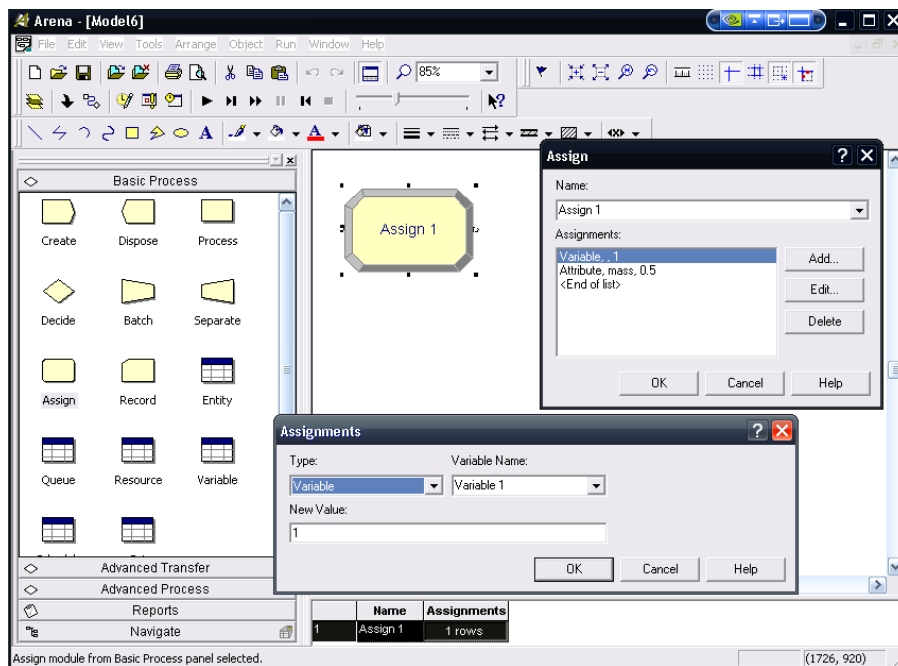 Arena - [Model6]
File Edit View Tools Arrange Object Run Window Help
85%
Basic Process
Create Dispose Process
Decide Batch Separate
Assign Record Entity
Queue Resource Variable
Advanced Transfer
Advanced Process
Reports
Navigate
Assign 1
Assign
Name:
Assign 1
Assignments:
Variable, , 1
Attribute, mass, 0.5
<End of list>
Add...
Edit...
Delete
OK Cancel Help
Assignments
Type: Variable Name:
Variable Variable 1
New Value:
1
OK Cancel Help
Name Assignments
1 Assign 1 1 rows
Assign module from Basic Process panel selected. (1726, 920)